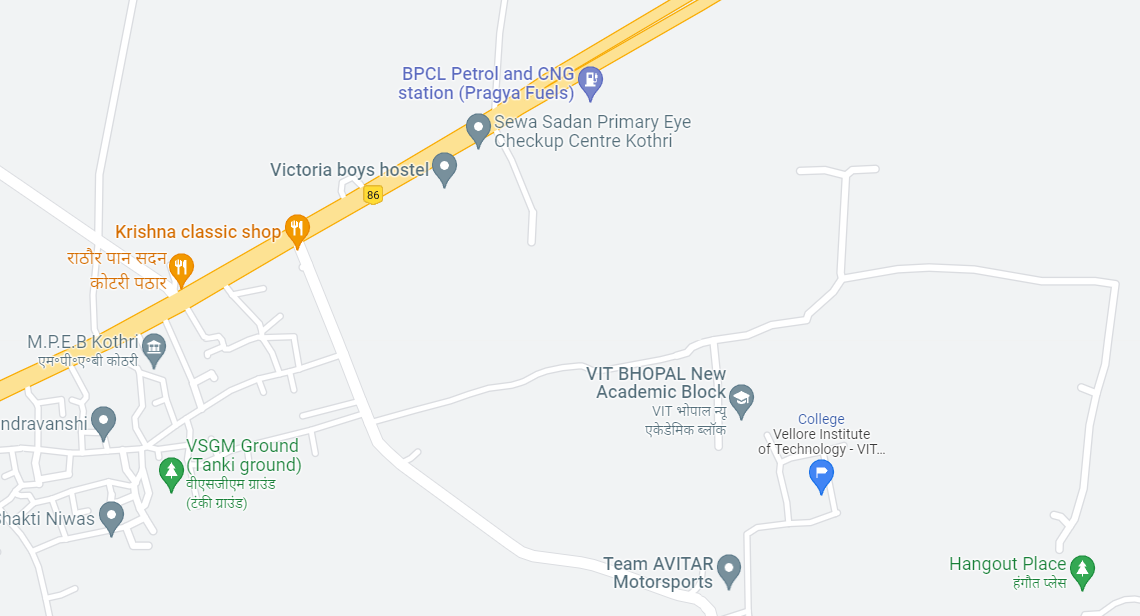 BPCL Petrol and CNG
station (Pragya Fuels)
Sewa Sadan Primary Eye
Checkup Centre Kothri
Victoria boys hostel
86
Krishna classic shop
राठौर पान सदन
कोटरी पठार
M.P.E.B Kothri
एम॰पी॰ए॰बी कोठरी
VIT BHOPAL New
Academic Block
VIT भोपाल न्यू
एकेडेमिक ब्लॉक
College
Vellore Institute
of Technology - VIT...
ndravanshi
VSGM Ground
(Tanki ground)
वीएसजीएम ग्राउंड
(टंकी ग्राउंड)
Shakti Niwas
Team AVITAR
Motorsports
Hangout Place
हंगौत प्लेस